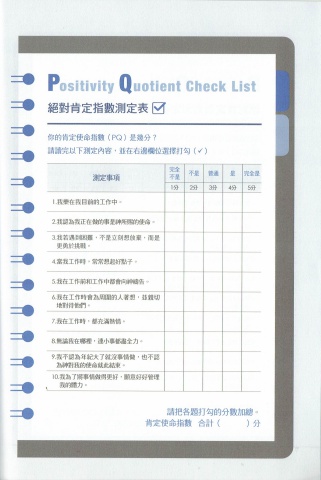 Positivity Quotient Check List
絕對肯定指數測定表
你的肯定使命指數（PQ）是幾分？
請讀完以下測定內容，並在右邊欄位選擇打勾（✓）
測定事項 完全不是 不是 普通 是 完全是
1分 2分 3分 4分 5分
1.我樂在我目前的工作中。
2.我認為我正在做的事是神所賜的使命。
3.我若遇到困難，不是立刻想放棄，而是
更勇於挑戰。
4.當我工作時，常常想起好點子。
5.我在工作前和工作中都會向神禱告。
6.我在工作時會為周圍的人著想，並親切
地對待他們。
7.我在工作時，都充滿熱情。
8.無論我在哪裡，連小事都盡全力。
9.我不認為年紀大了就沒事情做，也不認
為神對我的使命就此結束。
10.我為了將事情做得更好，願意好好管理
我的體力。
請把各題打勾的分數加總。
肯定使命指數 合計（ ）分